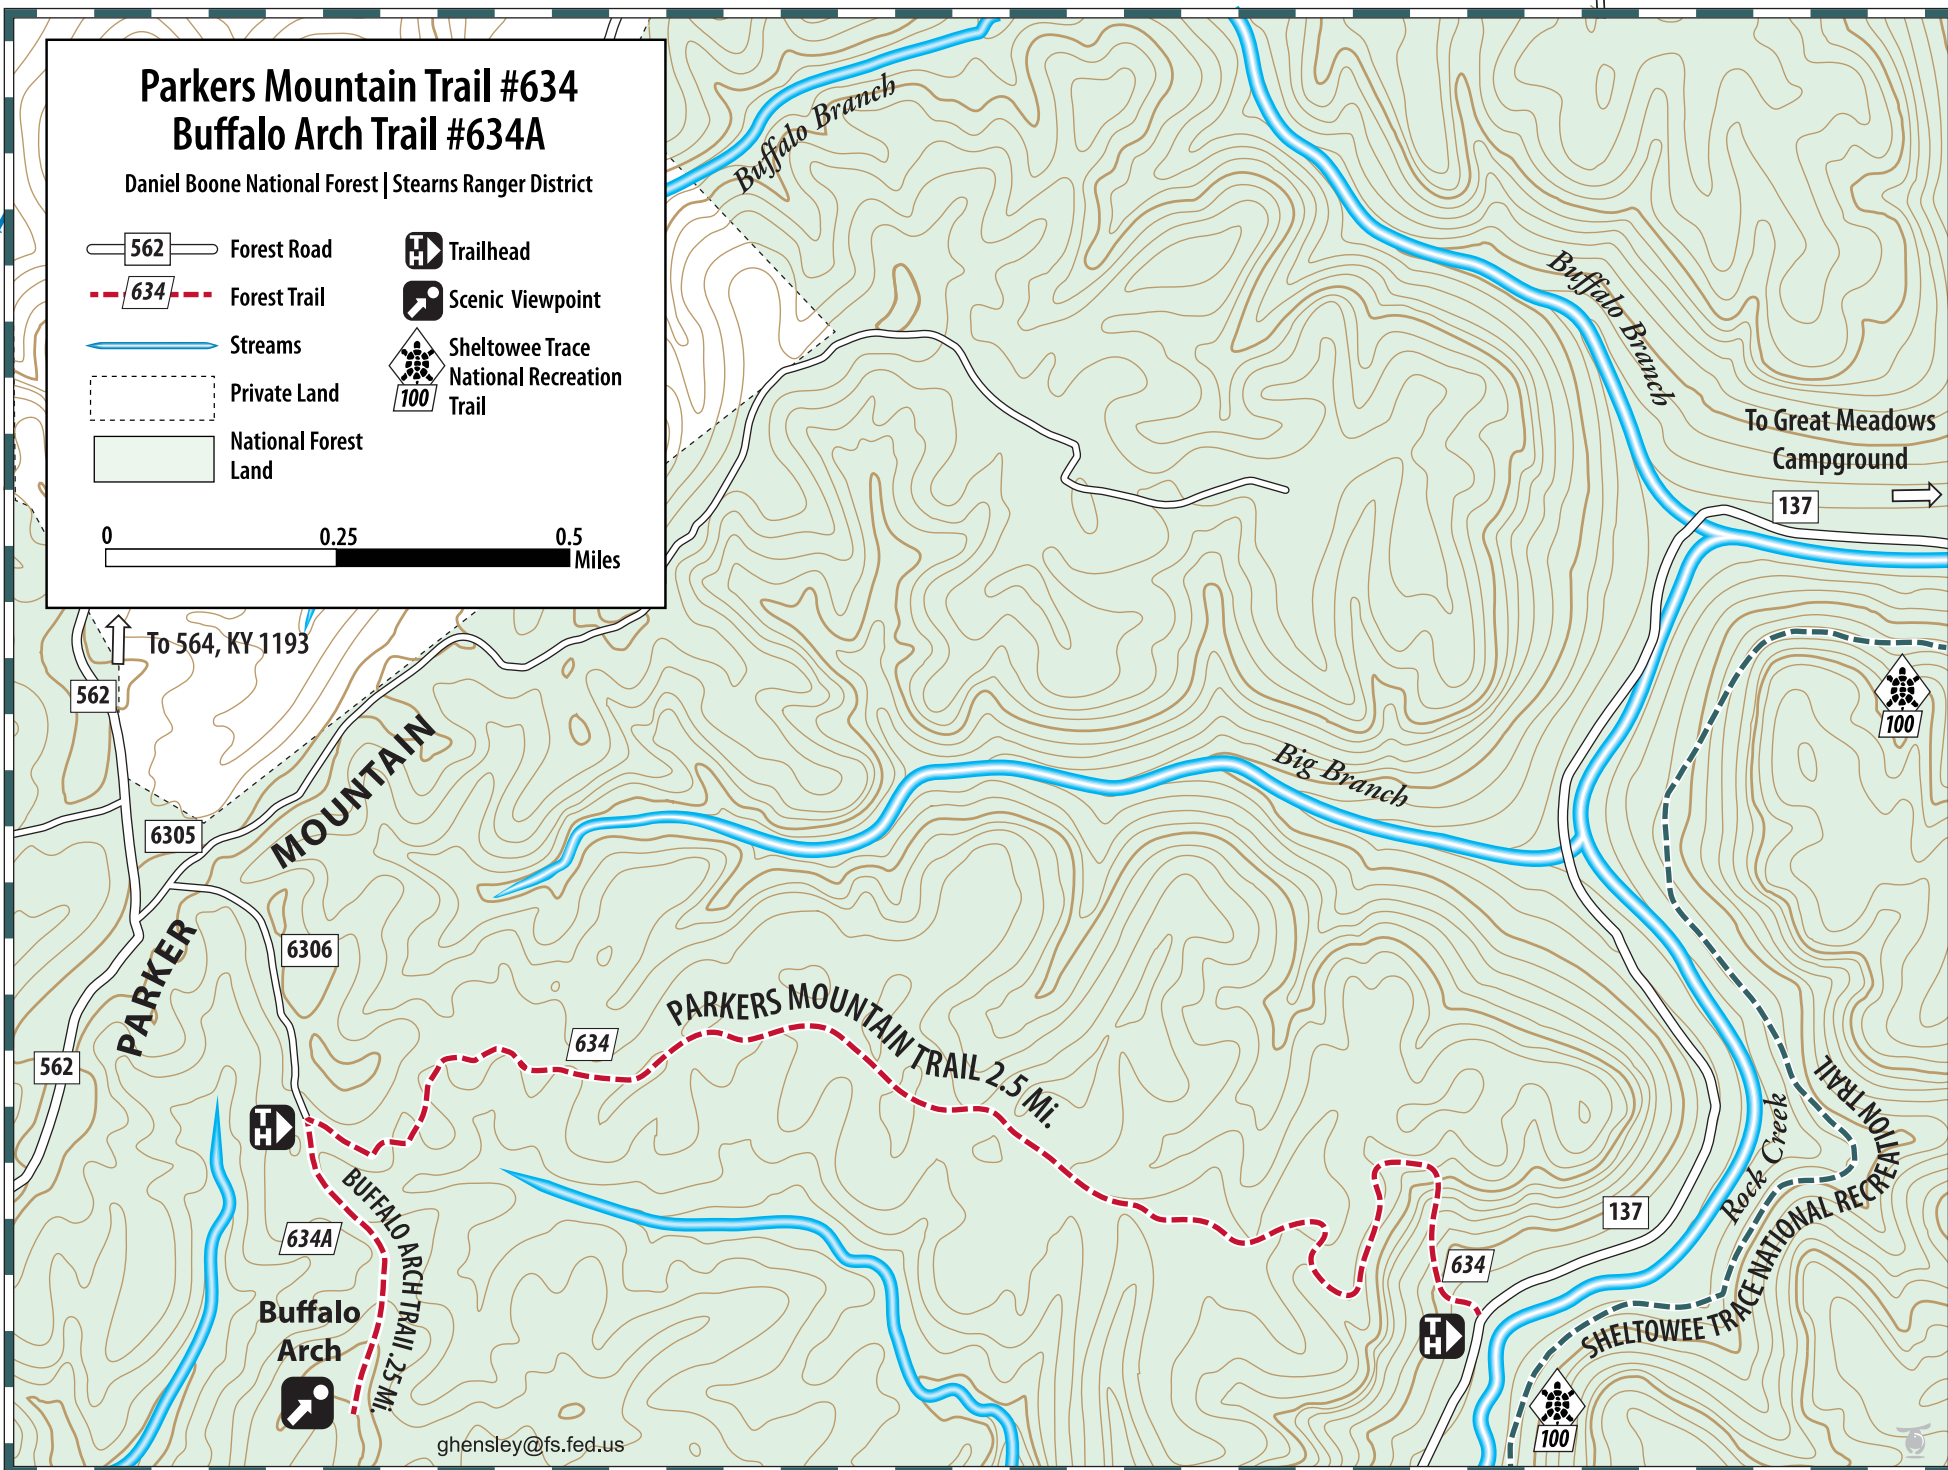 Parkers Mountain Trail #634
Buffalo Arch Trail #634A
Daniel Boone National Forest | Stearns Ranger District
562
Forest Road
634
Forest Trail
Streams
Private Land
National Forest
Land
TH
Trailhead
Scenic Viewpoint
100
Sheltowee Trace
National Recreation
Trail
0
0.25
0.5
Miles
Buffalo Branch
Buffalo Branch
To Great Meadows
Campground
137
To 564, KY 1193
562
100
6305
PARKER MOUNTAIN
Big Branch
6306
562
634
PARKERS MOUNTAIN TRAIL 2.5 Mi.
TH
BUFFALO ARCH TRAIL .25 Mi.
634A
Buffalo
Arch
Rock Creek
137
634
TH
SHELTOWEE TRACE NATIONAL RECREATION TRAIL
100
ghensley@fs.fed.us